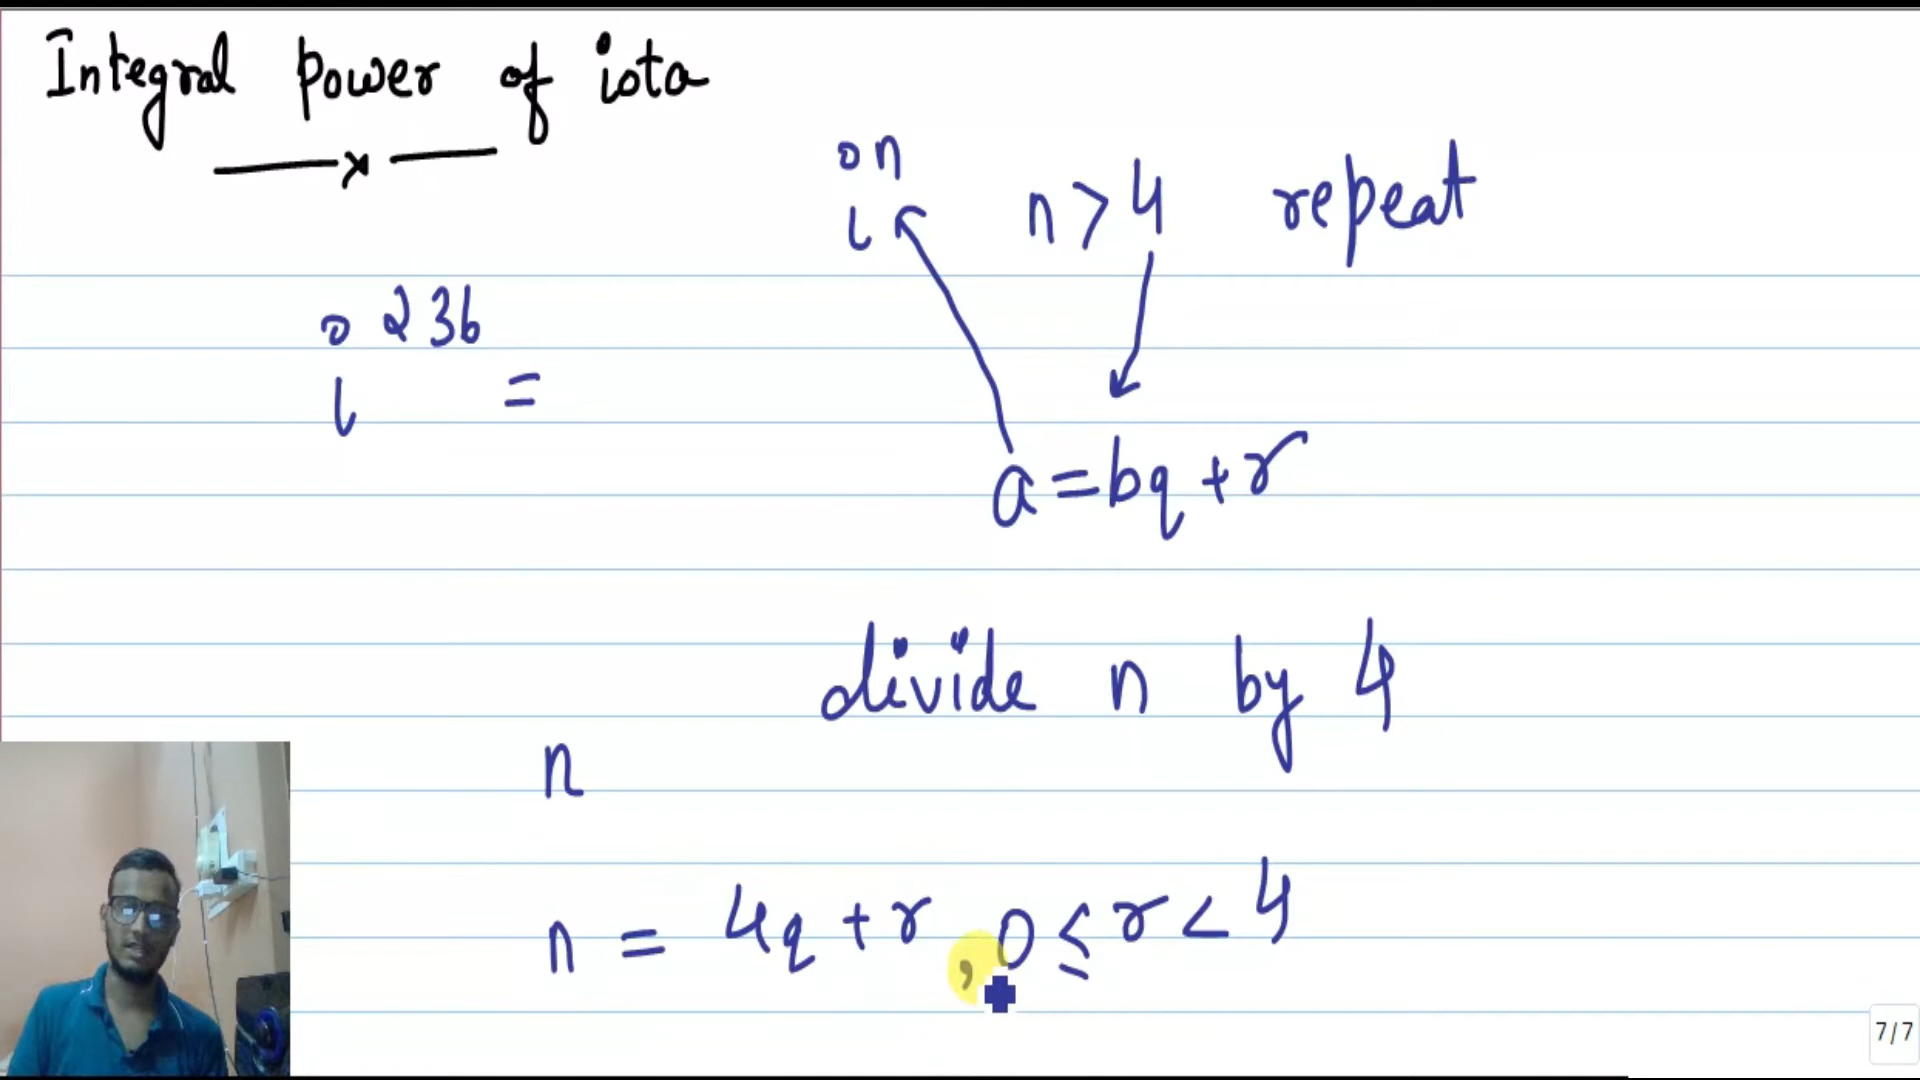 Integral power of iota
i^n n>4 repeat
i^236 =
a = bq + r
divide n by 4
n
n = 4q + r , 0 ≤ r < 4
7/7